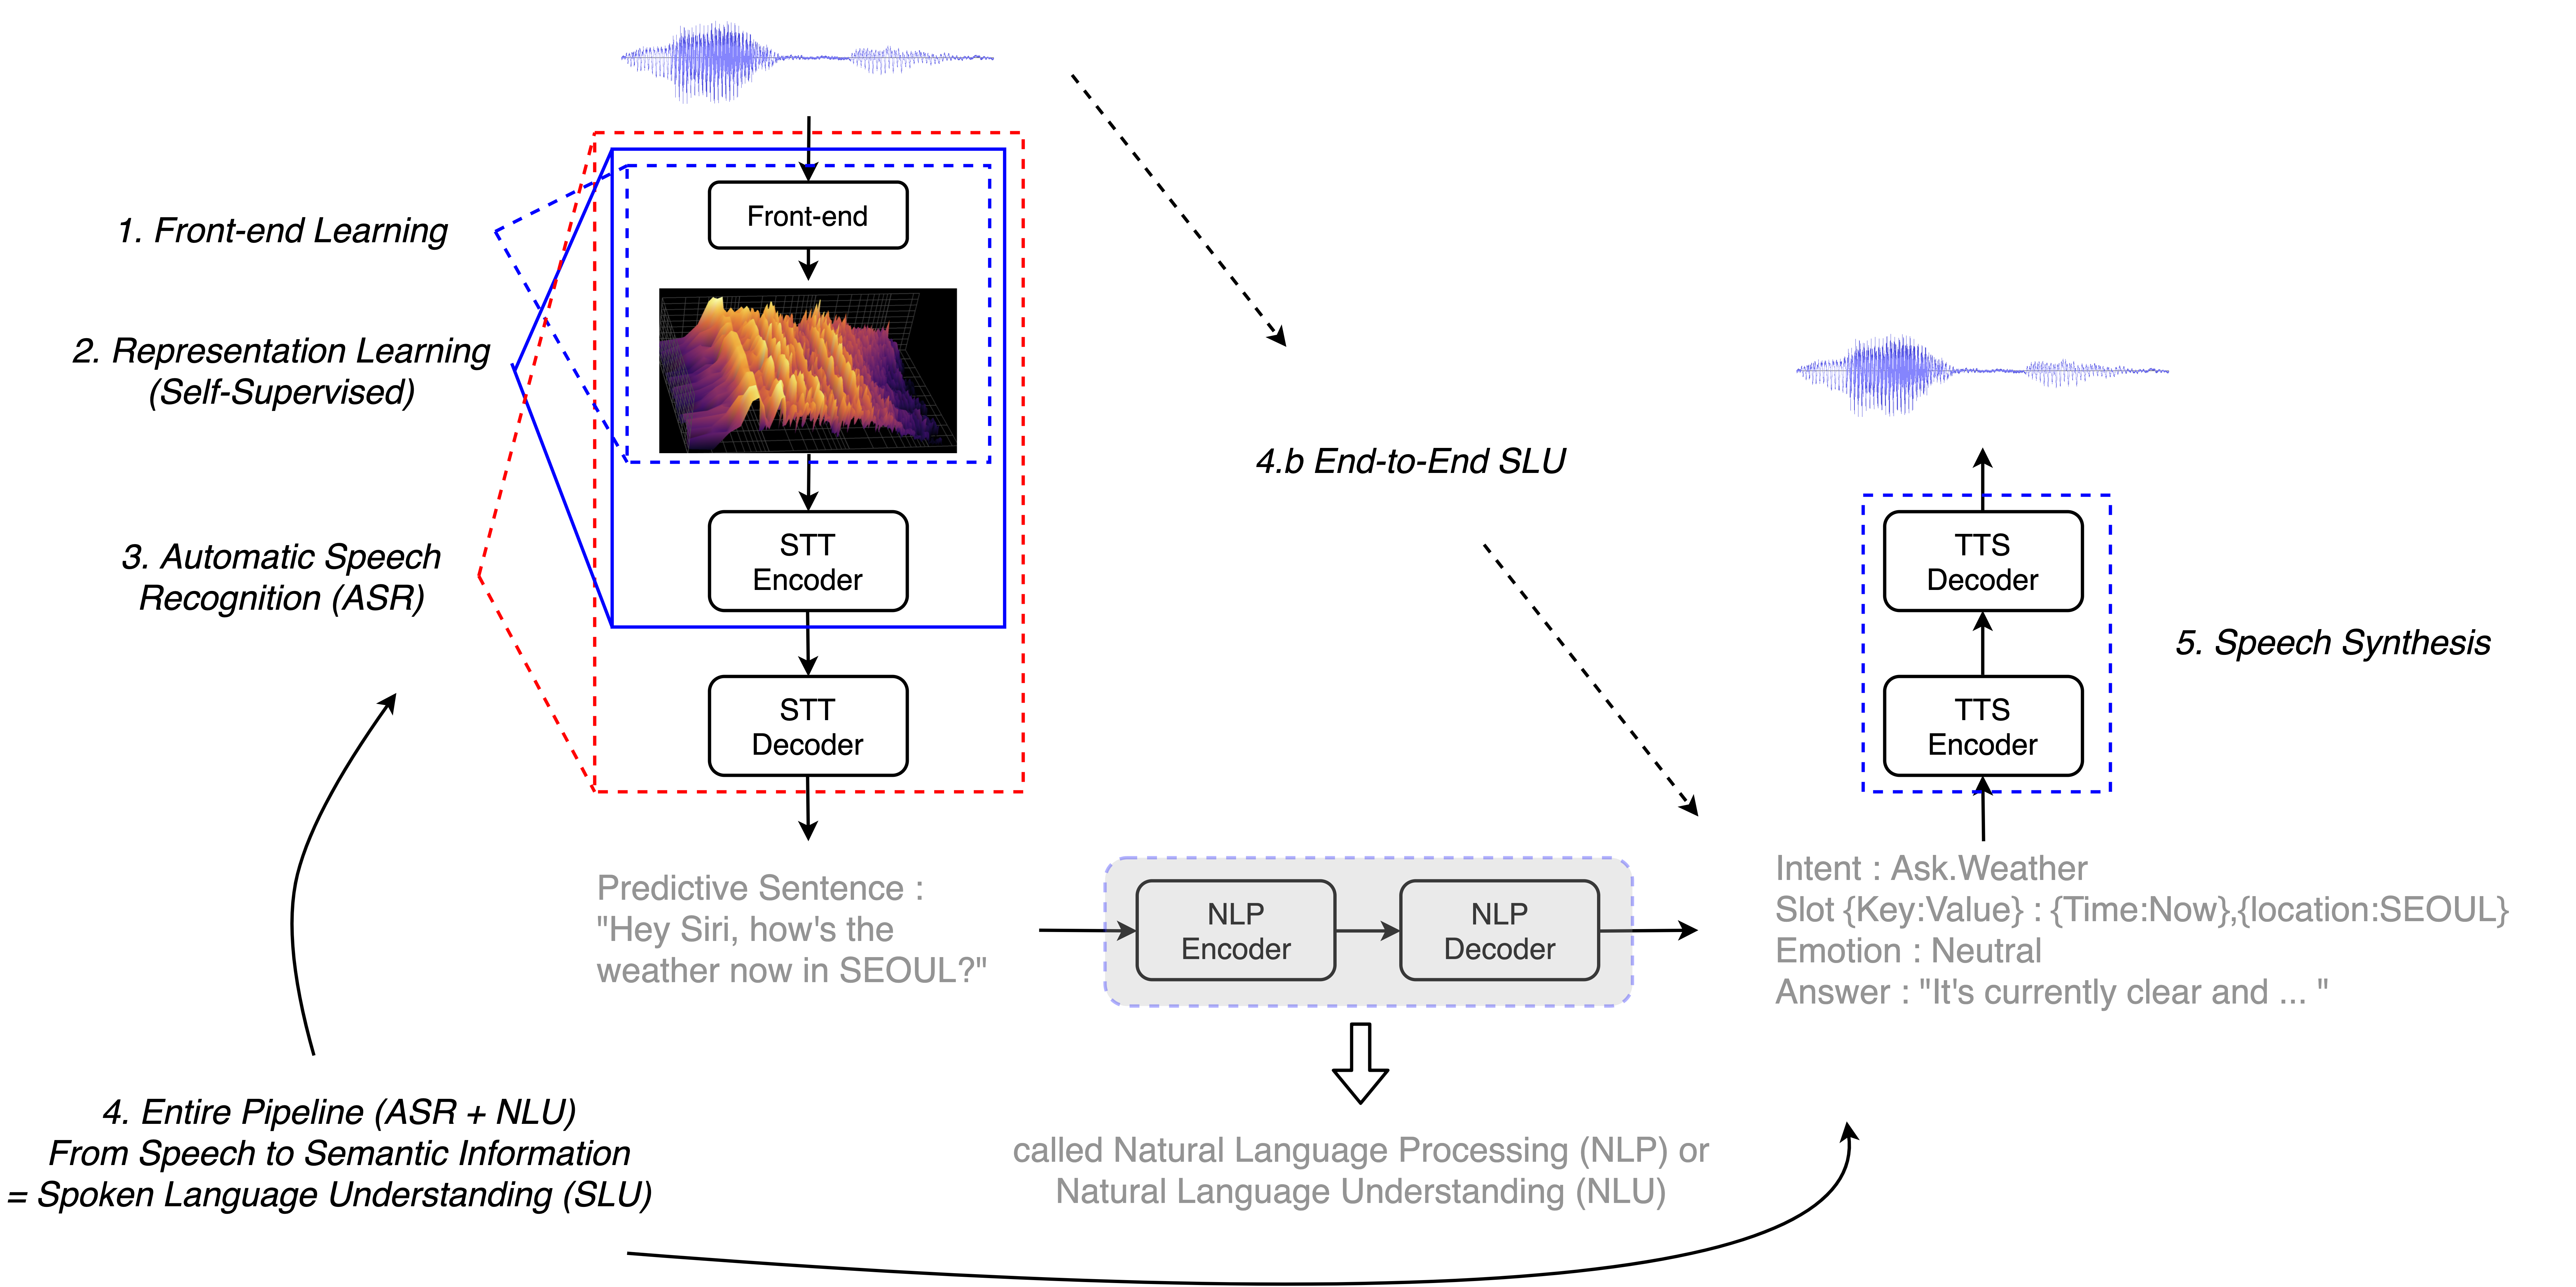 Front-end
1. Front-end Learning
2. Representation Learning
(Self-Supervised)
3. Automatic Speech
Recognition (ASR)
STT
Encoder
STT
Decoder
4.b End-to-End SLU
TTS
Decoder
TTS
Encoder
5. Speech Synthesis
Predictive Sentence :
"Hey Siri, how's the
weather now in SEOUL?"
NLP
Encoder
NLP
Decoder
Intent : Ask.Weather
Slot {Key:Value} : {Time:Now},{location:SEOUL}
Emotion : Neutral
Answer : "It's currently clear and ... "
called Natural Language Processing (NLP) or
Natural Language Understanding (NLU)
4. Entire Pipeline (ASR + NLU)
From Speech to Semantic Information
= Spoken Language Understanding (SLU)